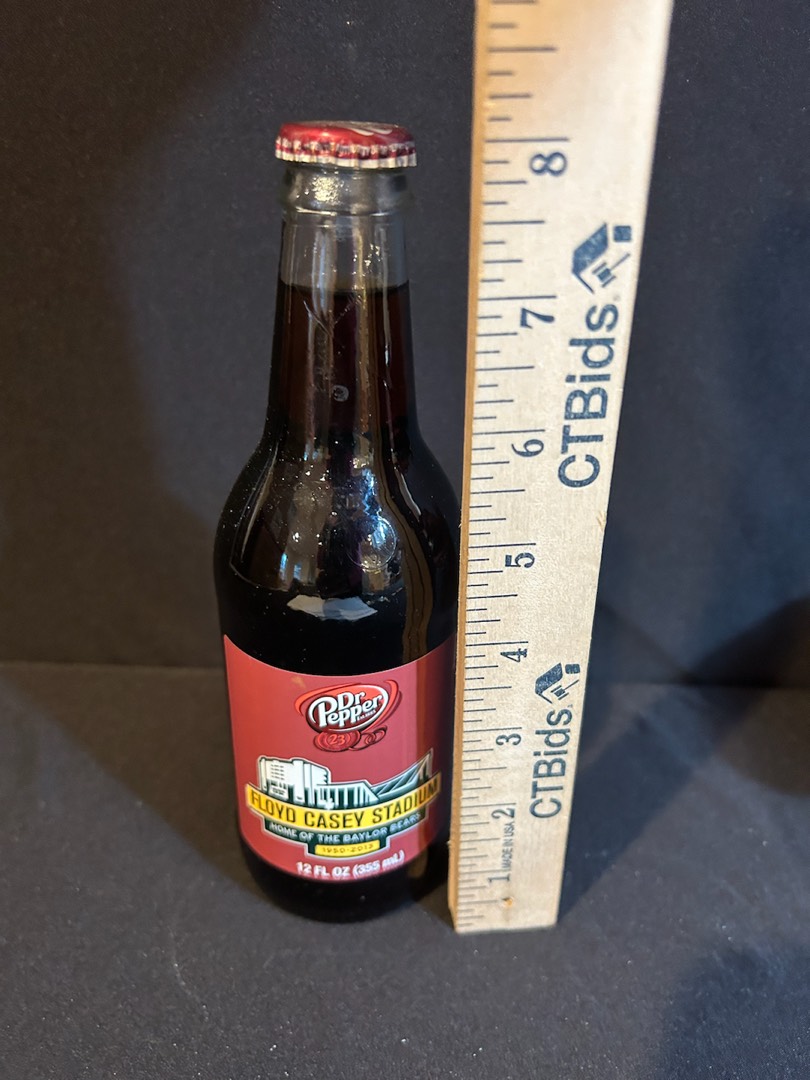 Dr
Pepper
23
FLOYD CASEY STADIUM
HOME OF THE BAYLOR BEARS
1950-2013
12 FL OZ (355 mL)
8
7
6
5
4
3
2
1
CTBids
CTBids
MADE IN USA